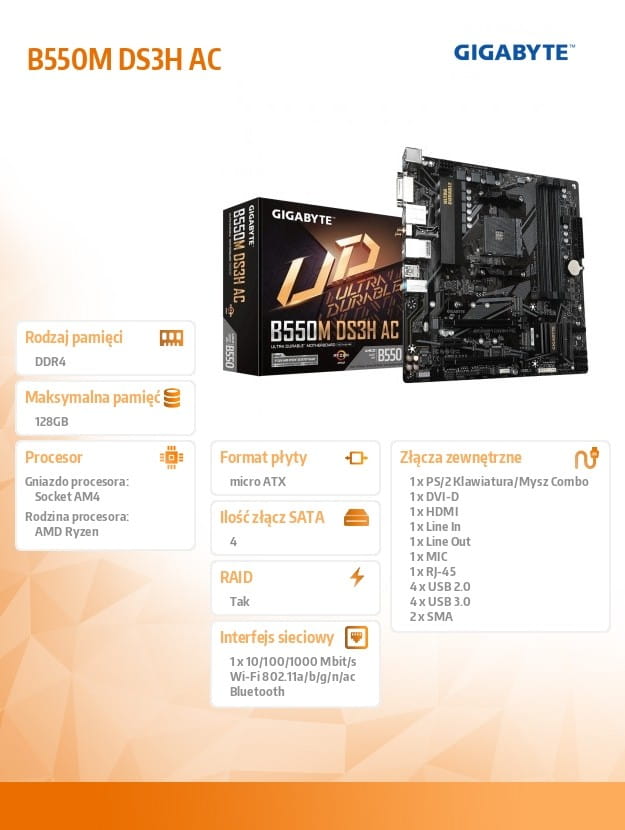 B550M DS3H AC
GIGABYTE™
GIGABYTE™
B550M DS3H AC
UD
ULTRA
DURABLE
B550M DS3H AC
B550
B550
ULTRA DURABLE
GIGABYTE
Rodzaj pamięci
DDR4
Maksymalna pamięć
128GB
Procesor
Gniazdo procesora:
Socket AM4
Rodzina procesora:
AMD Ryzen
Format płyty
micro ATX
Ilość złącz SATA
4
RAID
Tak
Interfejs sieciowy
1 x 10/100/1000 Mbit/s
Wi-Fi 802.11a/b/g/n/ac
Bluetooth
Złącza zewnętrzne
1 x PS/2 Klawiatura/Mysz Combo
1 x DVI-D
1 x HDMI
1 x Line In
1 x Line Out
1 x MIC
1 x RJ-45
4 x USB 2.0
4 x USB 3.0
2 x SMA